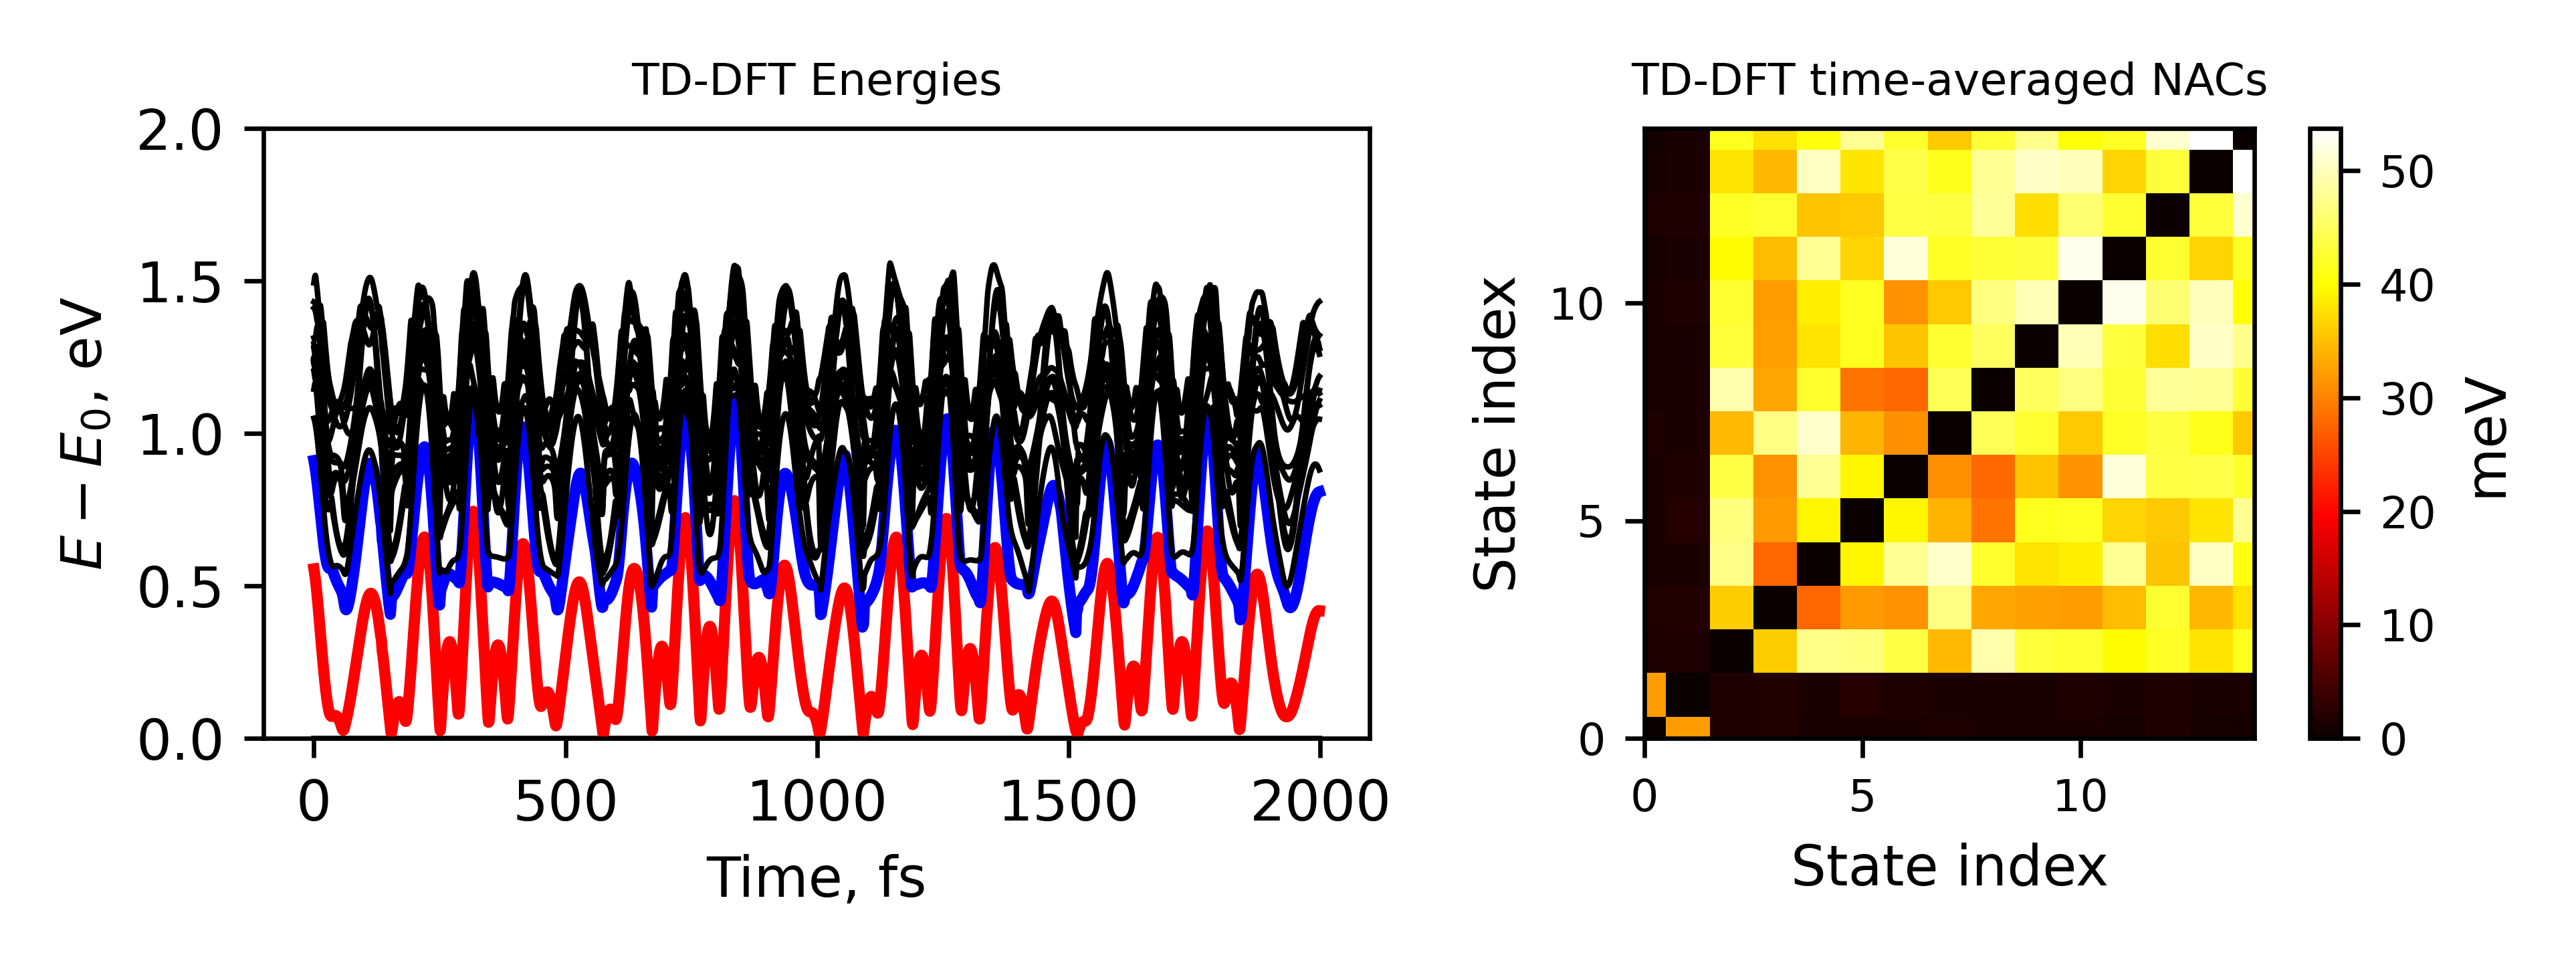 TD-DFT Energies
2.0
1.5
1.0
0.5
0.0
E − E₀, eV
0 500 1000 1500 2000
Time, fs
TD-DFT time-averaged NACs
10
5
0
State index
0 5 10
State index
50
40
30
20
10
0
meV